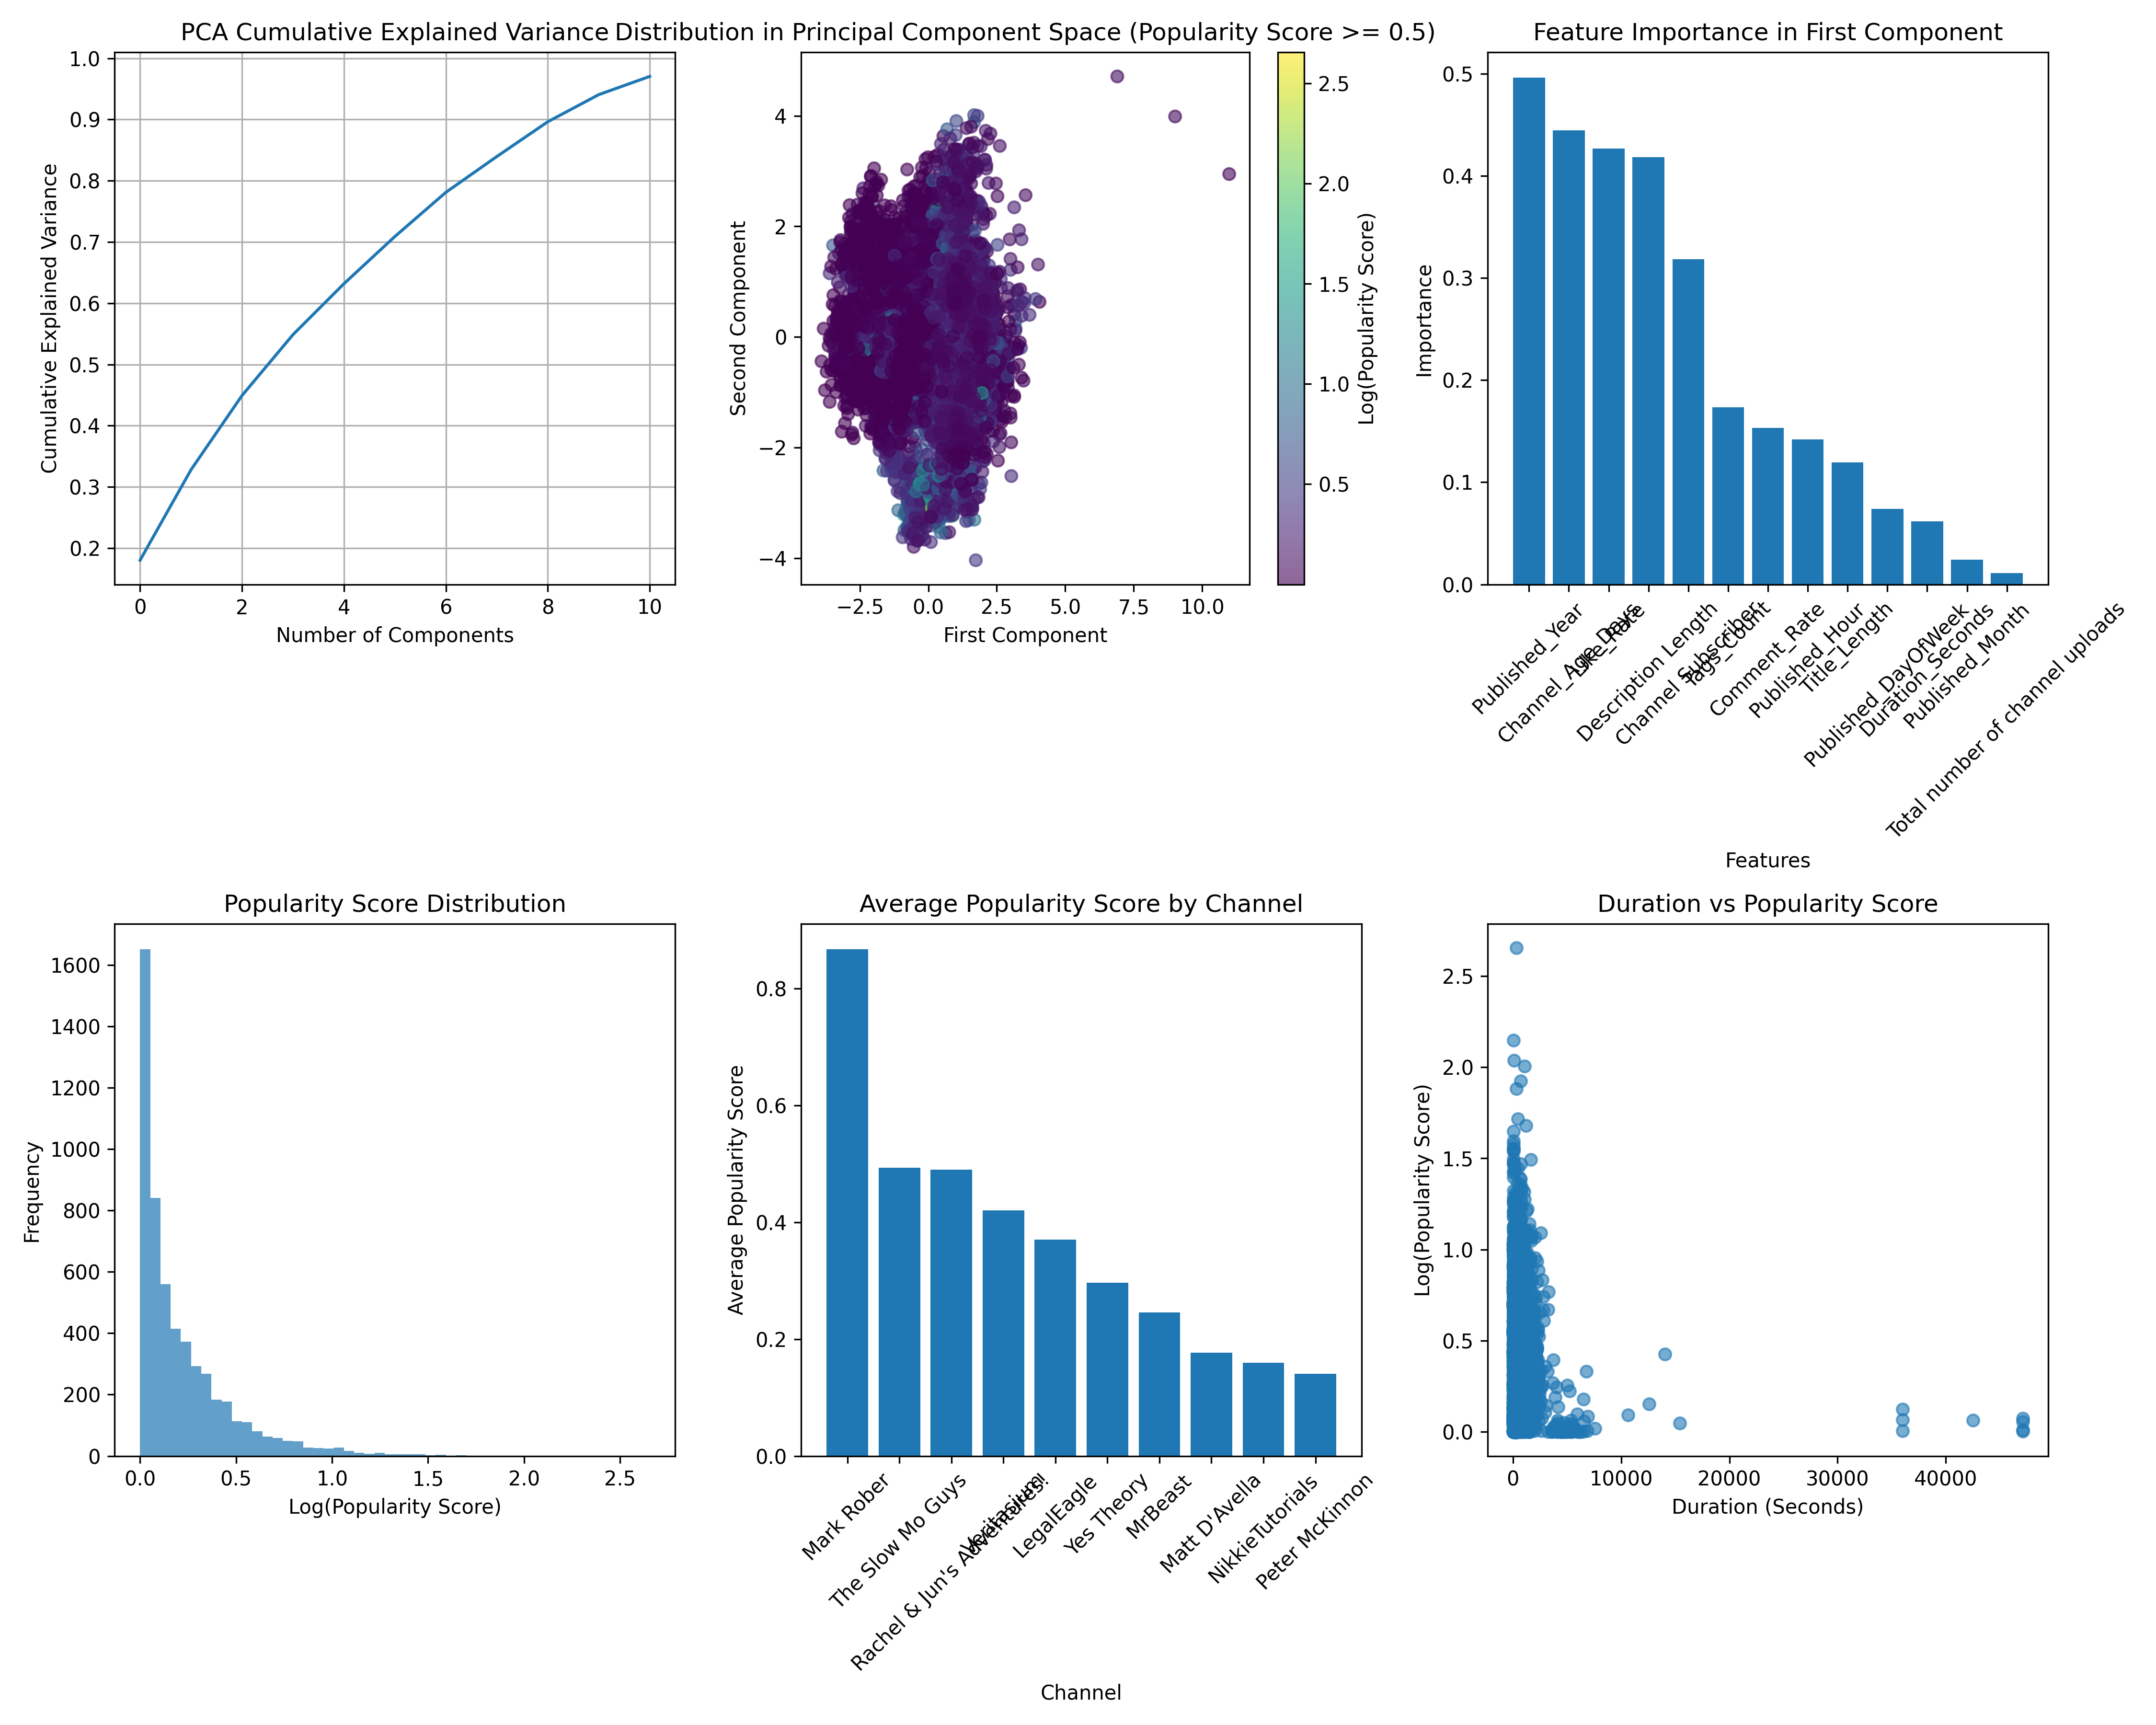 PCA Cumulative Explained Variance
1.0
0.9
0.8
0.7
0.6
0.5
0.4
0.3
0.2
Cumulative Explained Variance
0
2
4
6
8
10
Number of Components
Distribution in Principal Component Space (Popularity Score >= 0.5)
4
2
0
−2
−4
Second Component
−2.5
0.0
2.5
5.0
7.5
10.0
First Component
2.5
2.0
1.5
1.0
0.5
Log(Popularity Score)
Feature Importance in First Component
0.5
0.4
0.3
0.2
0.1
0.0
Importance
Published_Year
Channel_Age_Days
Like_Rate
Description Length
Channel Subscriber
Tags_Count
Comment_Rate
Published_Hour
Title_Length
Published_DayOfWeek
Duration_Seconds
Published_Month
Total number of channel uploads
Features
Popularity Score Distribution
1600
1400
1200
1000
800
600
400
200
0
Frequency
0.0
0.5
1.0
1.5
2.0
2.5
Log(Popularity Score)
Average Popularity Score by Channel
0.8
0.6
0.4
0.2
0.0
Average Popularity Score
Mark Rober
The Slow Mo Guys
Rachel & Jun's Adventures!
Veritasium
LegalEagle
Yes Theory
MrBeast
Matt D'Avella
NikkieTutorials
Peter McKinnon
Channel
Duration vs Popularity Score
2.5
2.0
1.5
1.0
0.5
0.0
Log(Popularity Score)
0
10000
20000
30000
40000
Duration (Seconds)